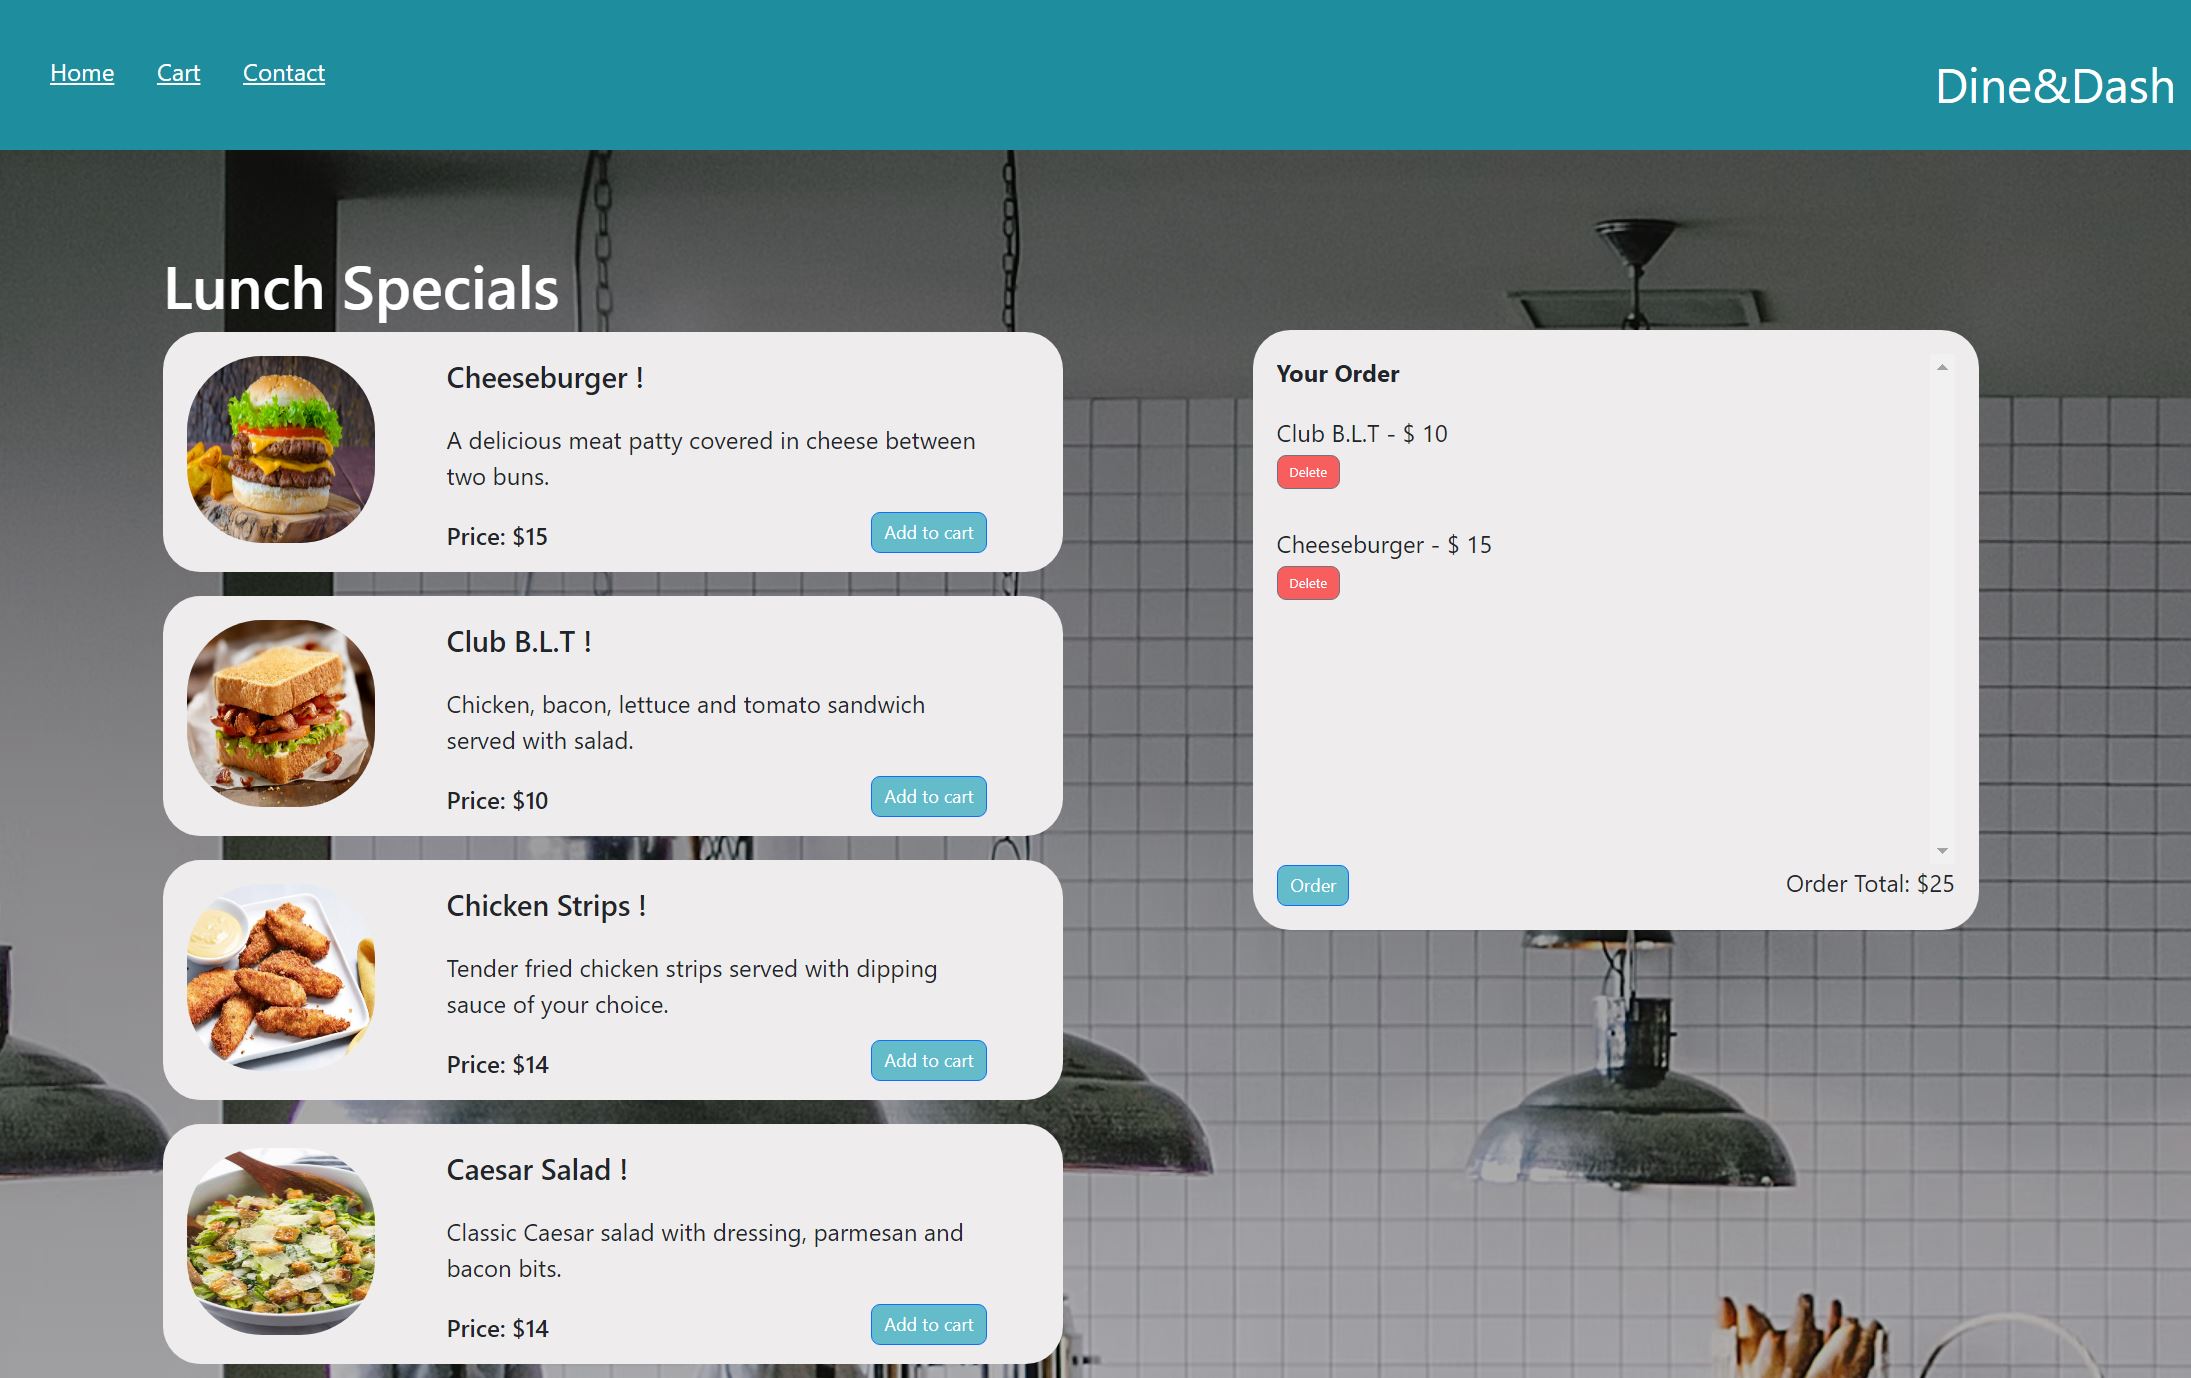 Home Cart Contact
Dine&Dash
Lunch Specials
Cheeseburger !
A delicious meat patty covered in cheese between
two buns.
Price: $15
Add to cart
Club B.L.T !
Chicken, bacon, lettuce and tomato sandwich
served with salad.
Price: $10
Add to cart
Chicken Strips !
Tender fried chicken strips served with dipping
sauce of your choice.
Price: $14
Add to cart
Caesar Salad !
Classic Caesar salad with dressing, parmesan and
bacon bits.
Price: $14
Add to cart
Your Order
Club B.L.T - $ 10
Delete
Cheeseburger - $ 15
Delete
Order
Order Total: $25